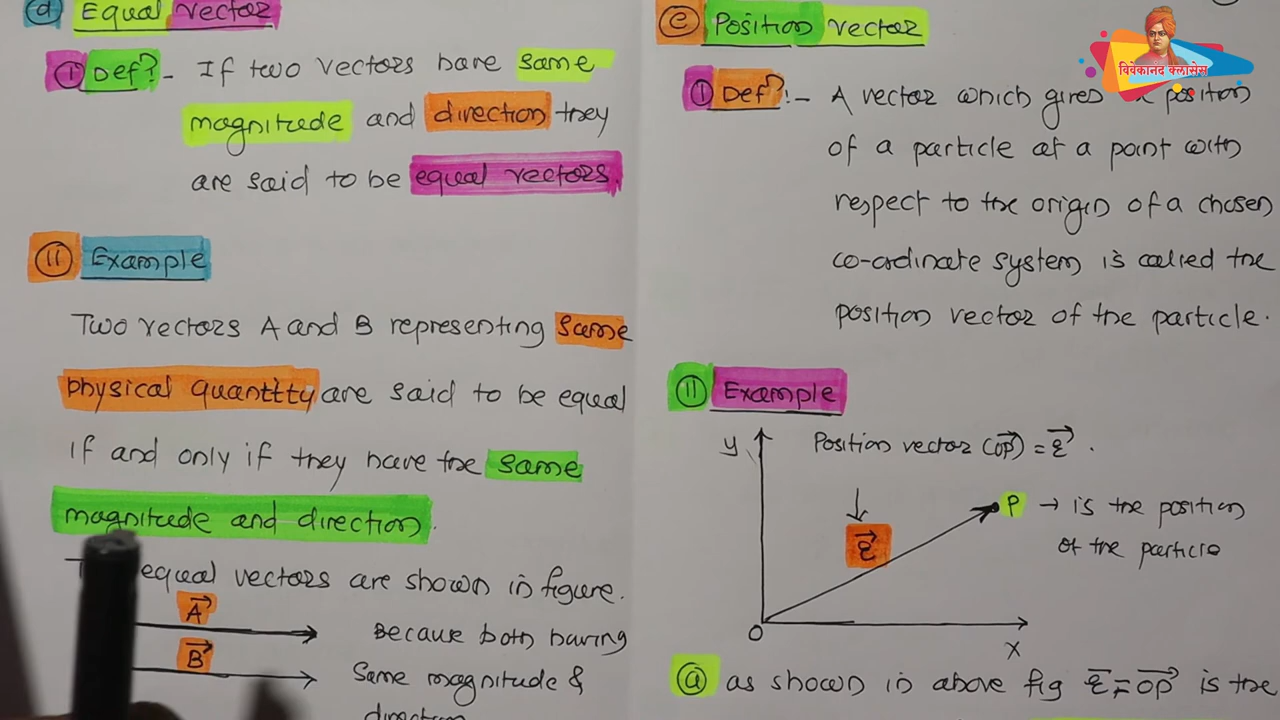 d Equal vector
I Def? - If two vectors have same
magnitude and direction they
are said to be equal vectors.
II Example
Two vectors A and B representing same
physical quantity are said to be equal
if and only if they have the same
magnitude and direction.
equal vectors are shown in figure.
A⃗
Becaue both having
B⃗
Same magnitude &
direction
e Position vector
विवेकानंद क्लासेस
I Def?:- A vector which gives position
of a particle at a point with
respect to the origin of a chosen
co-ordinate system is called the
position vector of the particle.
II Example
y Position vector (OP⃗) = r⃗ .
P → is the position
of the particle
r⃗
O
X
a as shown in above fig r⃗ = OP⃗ is the